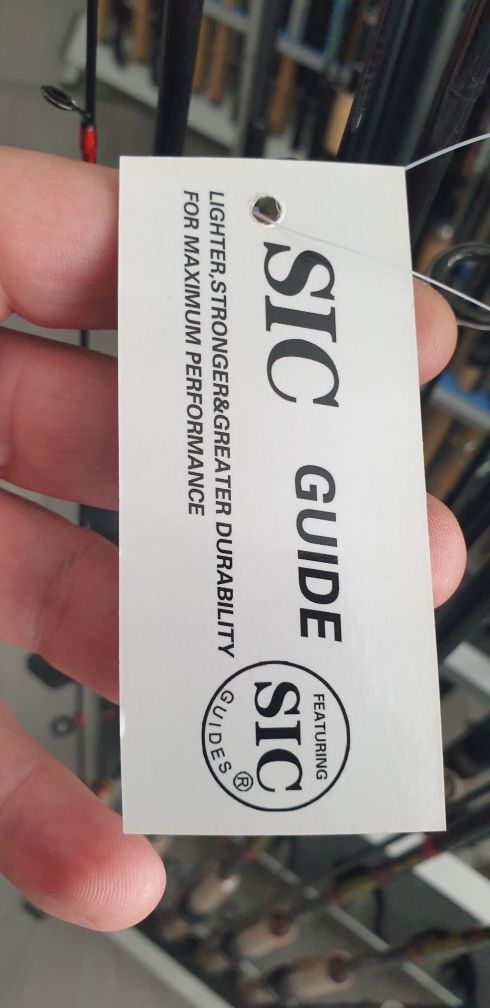 SIC GUIDE
LIGHTER,STRONGER&GREATER DURABILITY
FOR MAXIMUM PERFORMANCE
FEATURING
SIC
GUIDES®